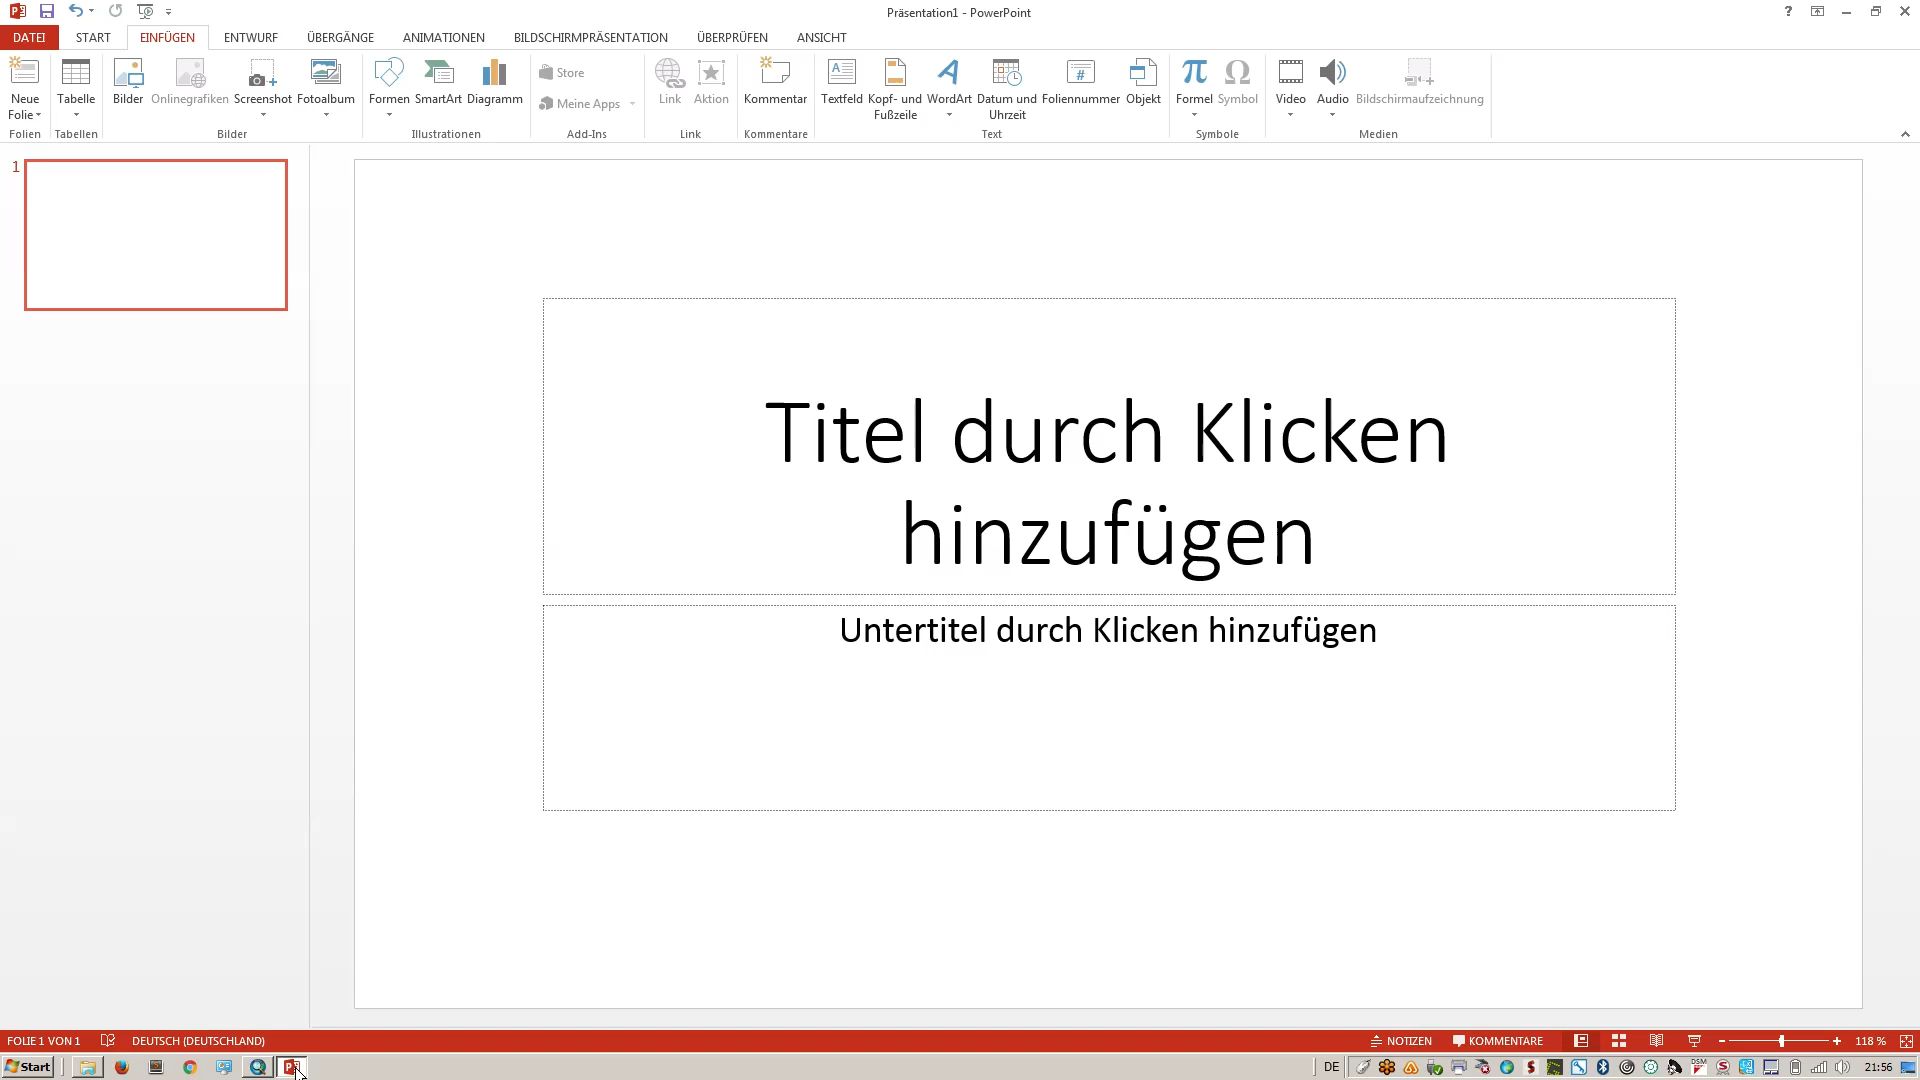 Präsentation1 - PowerPoint
?
DATEI START EINFÜGEN ENTWURF ÜBERGÄNGE ANIMATIONEN BILDSCHIRMPRÄSENTATION ÜBERPRÜFEN ANSICHT
Neue Folie
Tabelle
Bilder
Onlinegrafiken
Screenshot
Fotoalbum
Formen
SmartArt
Diagramm
Store
Meine Apps
Link
Aktion
Kommentar
Textfeld
Kopf- und Fußzeile
WordArt
Datum und Uhrzeit
Foliennummer
Objekt
Formel
Symbol
Video
Audio
Bildschirmaufzeichnung
Folien Tabellen Bilder Illustrationen Add-Ins Link Kommentare Text Symbole Medien
1
Titel durch Klicken
hinzufügen
Untertitel durch Klicken hinzufügen
FOLIE 1 VON 1 DEUTSCH (DEUTSCHLAND) NOTIZEN KOMMENTARE 118 %
Start DE 21:56